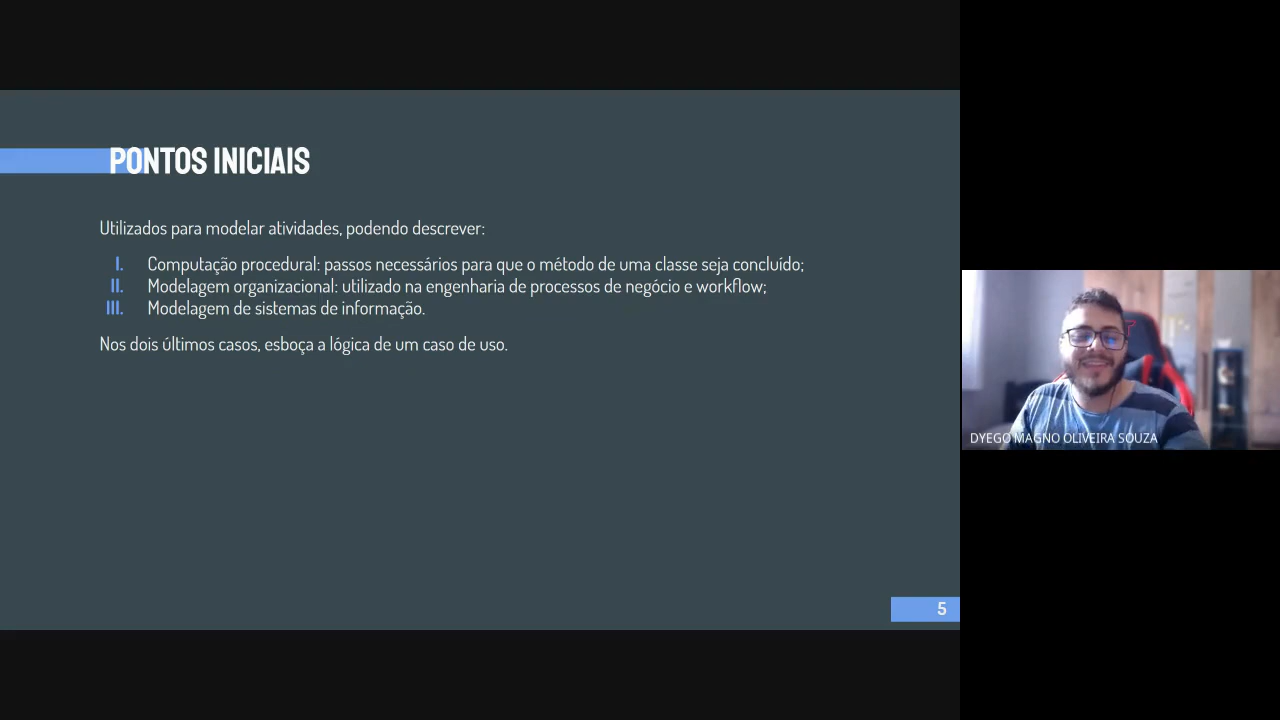 PONTOS INICIAIS
Utilizados para modelar atividades, podendo descrever:
I. Computação procedural: passos necessários para que o método de uma classe seja concluído;
II. Modelagem organizacional: utilizado na engenharia de processos de negócio e workflow;
III. Modelagem de sistemas de informação.
Nos dois últimos casos, esboça a lógica de um caso de uso.
DYEGO MAGNO OLIVEIRA SOUZA
5